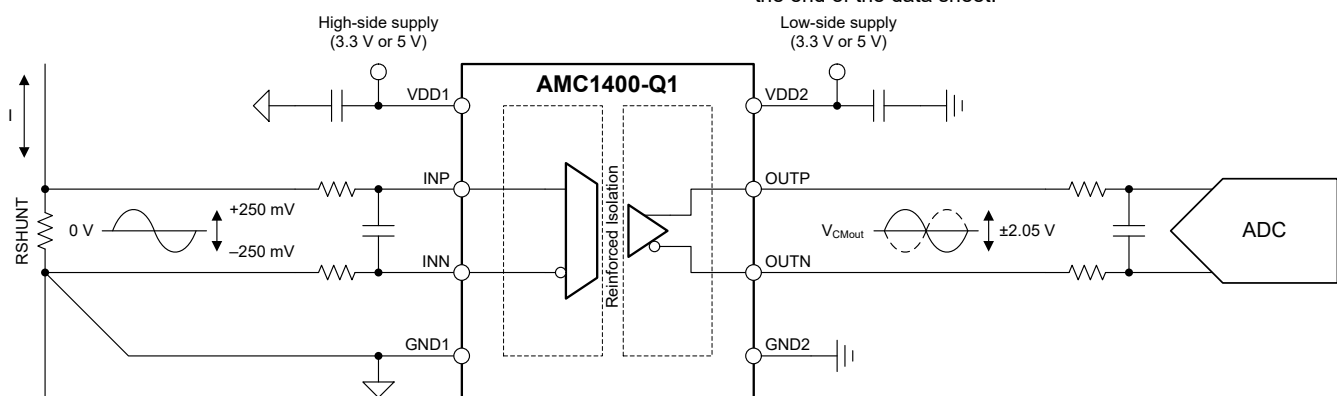 the end of the data sheet.
High-side supply
(3.3 V or 5 V)
Low-side supply
(3.3 V or 5 V)
AMC1400-Q1
VDD1
VDD2
I
INP
OUTP
RSHUNT
0 V
+250 mV
–250 mV
Reinforced Isolation
VCMout
±2.05 V
ADC
INN
OUTN
GND1
GND2